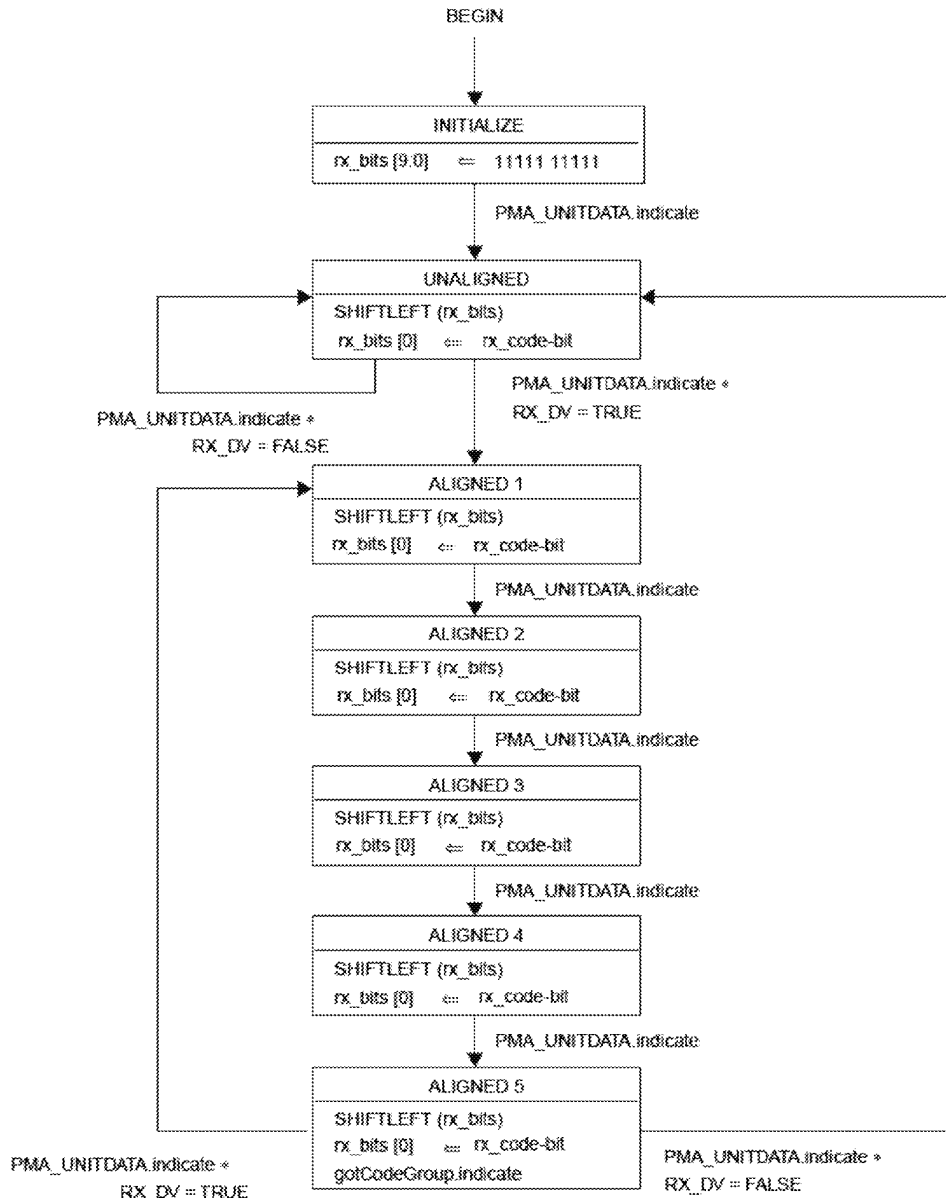 BEGIN
INITIALIZE
rx_bits [9.0] ⇐ 11111 11111
PMA_UNITDATA.indicate
UNALIGNED
SHIFTLEFT (rx_bits)
rx_bits [0] ⇐ rx_code-bit
PMA_UNITDATA.indicate *
RX_DV = TRUE
PMA_UNITDATA.indicate *
RX_DV = FALSE
ALIGNED 1
SHIFTLEFT (rx_bits)
rx_bits [0] ⇐ rx_code-bit
PMA_UNITDATA.indicate
ALIGNED 2
SHIFTLEFT (rx_bits)
rx_bits [0] ⇐ rx_code-bit
PMA_UNITDATA.indicate
ALIGNED 3
SHIFTLEFT (rx_bits)
rx_bits [0] ⇐ rx_code-bit
PMA_UNITDATA.indicate
ALIGNED 4
SHIFTLEFT (rx_bits)
rx_bits [0] ⇐ rx_code-bit
PMA_UNITDATA.indicate
ALIGNED 5
SHIFTLEFT (rx_bits)
rx_bits [0] ⇐ rx_code-bit
gotCodeGroup.indicate
PMA_UNITDATA.indicate *
RX_DV = TRUE
PMA_UNITDATA.indicate *
RX_DV = FALSE